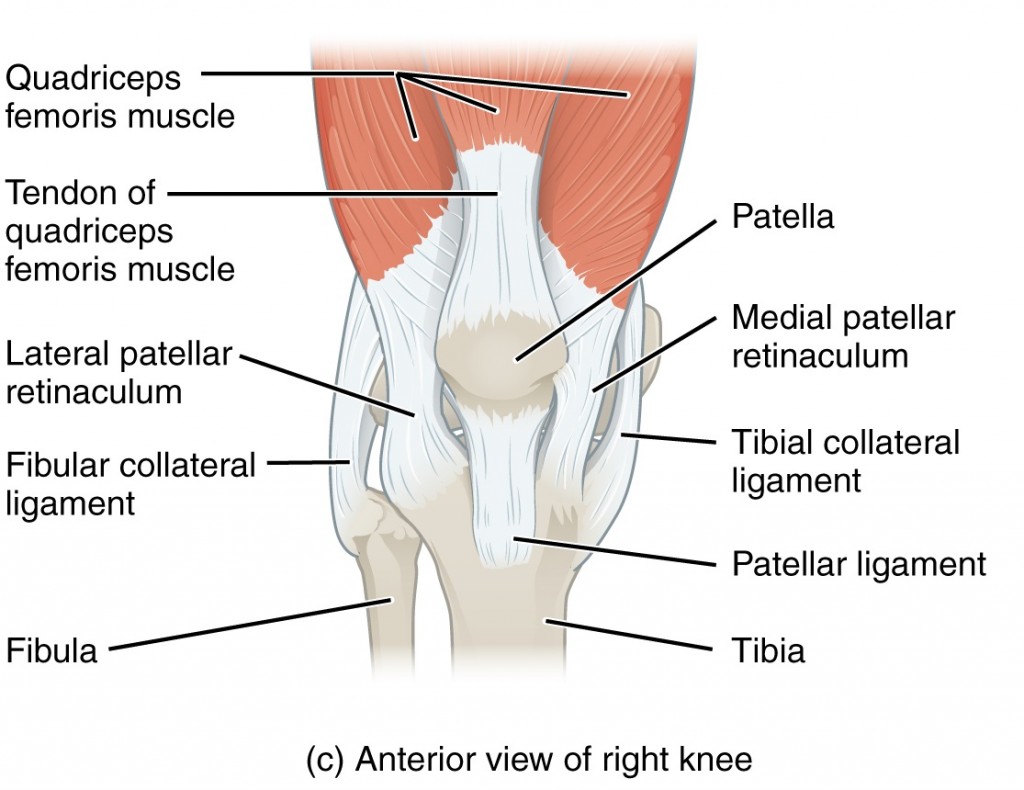 Quadriceps
femoris muscle
Tendon of
quadriceps
femoris muscle
Lateral patellar
retinaculum
Fibular collateral
ligament
Fibula
Patella
Medial patellar
retinaculum
Tibial collateral
ligament
Patellar ligament
Tibia
(c) Anterior view of right knee